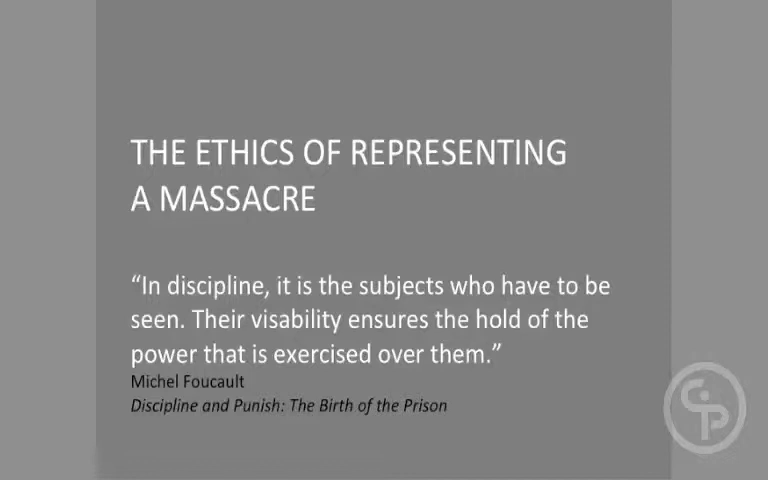 THE ETHICS OF REPRESENTING
A MASSACRE
“In discipline, it is the subjects who have to be
seen. Their visability ensures the hold of the
power that is exercised over them.”
Michel Foucault
Discipline and Punish: The Birth of the Prison